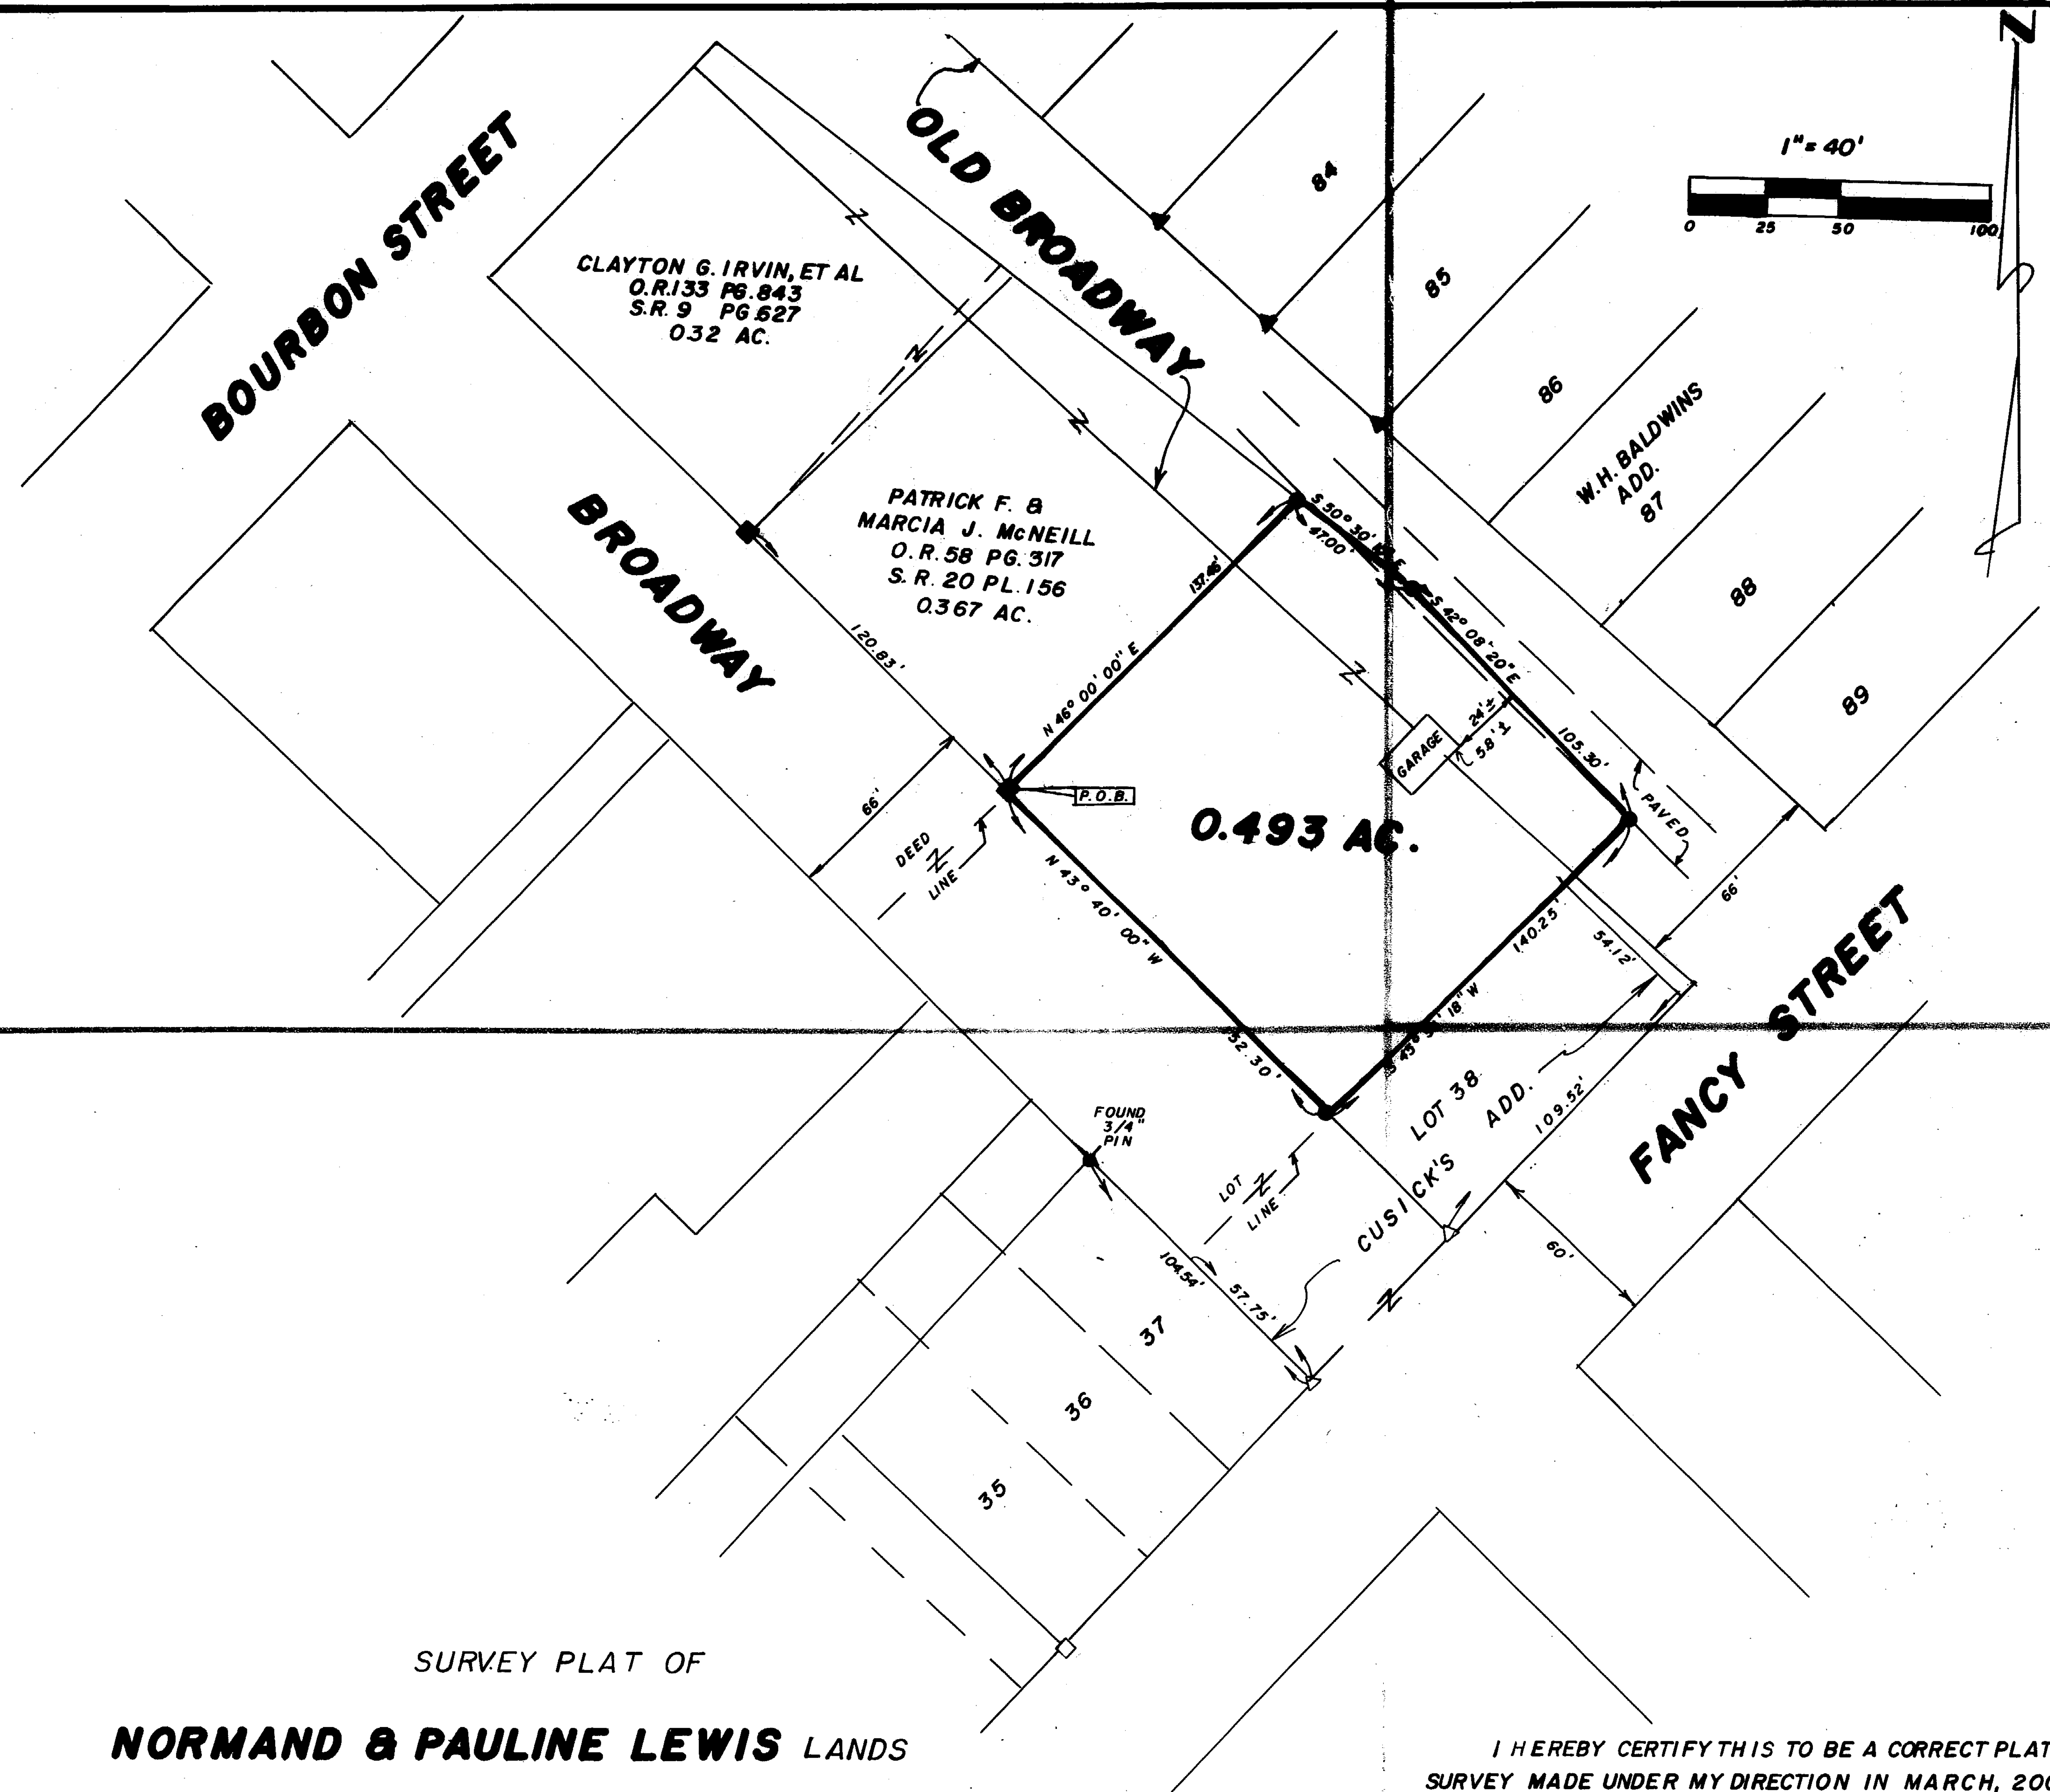 N
1"= 40'
0 25 50 100
BOURBON STREET
OLD BROADWAY
BROADWAY
FANCY STREET
CLAYTON G. IRVIN, ET AL
O.R.133 PG.843
S.R. 9 PG.627
0.32 AC.
PATRICK F. &
MARCIA J. McNEILL
O.R.58 PG.317
S.R. 20 PL.156
0.367 AC.
84
85
86
W.H. BALDWINS
ADD.
87
88
89
S 50° 30'
E
47.00'
137.46'
N 46° 00' 00" E
S 42° 08' 20" E
105.30'
120.83'
24'±
58'±
GARAGE
PAVED
66'
P.O.B.
0.493 AC.
DEED
LINE
66'
N 43° 40' 00" W
52.30'
140.25'
18" W
54.12'
LOT 38
CUSICK'S ADD.
109.52'
FOUND
3/4"
PIN
LOT
LINE
60'
104.54'
57.75'
37
36
35
SURVEY PLAT OF
NORMAND & PAULINE LEWIS LANDS
I HEREBY CERTIFY THIS TO BE A CORRECT PLAT
SURVEY MADE UNDER MY DIRECTION IN MARCH, 200